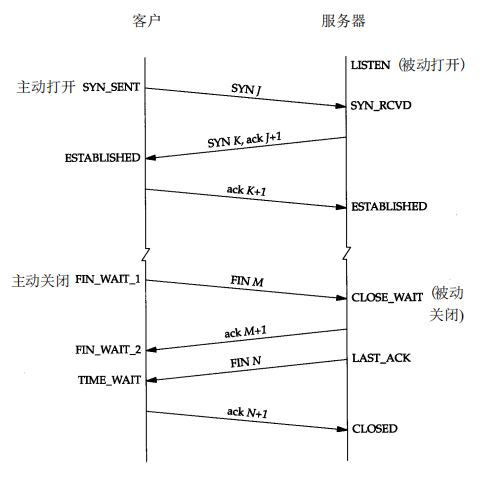 客户 服务器
LISTEN (被动打开)
主动打开 SYN_SENT
SYN J
SYN_RCVD
SYN K, ack J+1
ESTABLISHED
ack K+1
ESTABLISHED
主动关闭 FIN_WAIT_1
FIN M
CLOSE_WAIT (被动
关闭)
ack M+1
FIN_WAIT_2
FIN N
LAST_ACK
TIME_WAIT
ack N+1
CLOSED